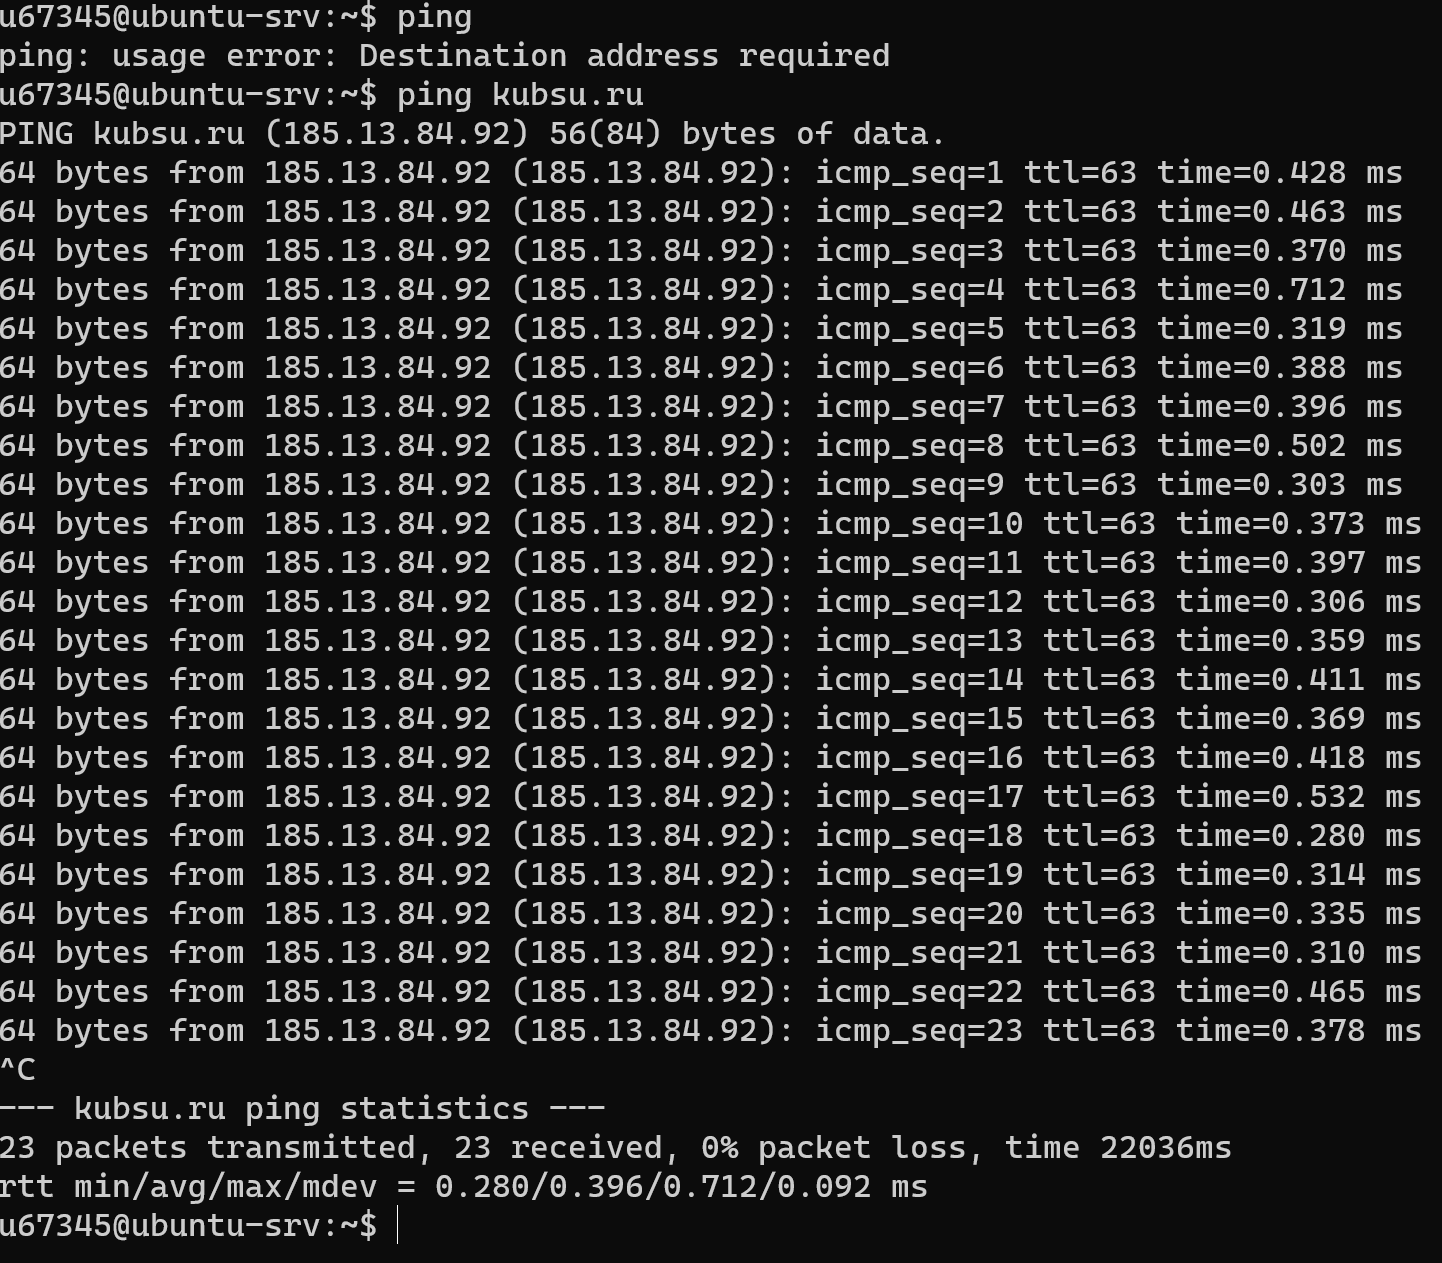 u67345@ubuntu-srv:~$ ping
ping: usage error: Destination address required
u67345@ubuntu-srv:~$ ping kubsu.ru
PING kubsu.ru (185.13.84.92) 56(84) bytes of data.
64 bytes from 185.13.84.92 (185.13.84.92): icmp_seq=1 ttl=63 time=0.428 ms
64 bytes from 185.13.84.92 (185.13.84.92): icmp_seq=2 ttl=63 time=0.463 ms
64 bytes from 185.13.84.92 (185.13.84.92): icmp_seq=3 ttl=63 time=0.370 ms
64 bytes from 185.13.84.92 (185.13.84.92): icmp_seq=4 ttl=63 time=0.712 ms
64 bytes from 185.13.84.92 (185.13.84.92): icmp_seq=5 ttl=63 time=0.319 ms
64 bytes from 185.13.84.92 (185.13.84.92): icmp_seq=6 ttl=63 time=0.388 ms
64 bytes from 185.13.84.92 (185.13.84.92): icmp_seq=7 ttl=63 time=0.396 ms
64 bytes from 185.13.84.92 (185.13.84.92): icmp_seq=8 ttl=63 time=0.502 ms
64 bytes from 185.13.84.92 (185.13.84.92): icmp_seq=9 ttl=63 time=0.303 ms
64 bytes from 185.13.84.92 (185.13.84.92): icmp_seq=10 ttl=63 time=0.373 ms
64 bytes from 185.13.84.92 (185.13.84.92): icmp_seq=11 ttl=63 time=0.397 ms
64 bytes from 185.13.84.92 (185.13.84.92): icmp_seq=12 ttl=63 time=0.306 ms
64 bytes from 185.13.84.92 (185.13.84.92): icmp_seq=13 ttl=63 time=0.359 ms
64 bytes from 185.13.84.92 (185.13.84.92): icmp_seq=14 ttl=63 time=0.411 ms
64 bytes from 185.13.84.92 (185.13.84.92): icmp_seq=15 ttl=63 time=0.369 ms
64 bytes from 185.13.84.92 (185.13.84.92): icmp_seq=16 ttl=63 time=0.418 ms
64 bytes from 185.13.84.92 (185.13.84.92): icmp_seq=17 ttl=63 time=0.532 ms
64 bytes from 185.13.84.92 (185.13.84.92): icmp_seq=18 ttl=63 time=0.280 ms
64 bytes from 185.13.84.92 (185.13.84.92): icmp_seq=19 ttl=63 time=0.314 ms
64 bytes from 185.13.84.92 (185.13.84.92): icmp_seq=20 ttl=63 time=0.335 ms
64 bytes from 185.13.84.92 (185.13.84.92): icmp_seq=21 ttl=63 time=0.310 ms
64 bytes from 185.13.84.92 (185.13.84.92): icmp_seq=22 ttl=63 time=0.465 ms
64 bytes from 185.13.84.92 (185.13.84.92): icmp_seq=23 ttl=63 time=0.378 ms
^C
--- kubsu.ru ping statistics ---
23 packets transmitted, 23 received, 0% packet loss, time 22036ms
rtt min/avg/max/mdev = 0.280/0.396/0.712/0.092 ms
u67345@ubuntu-srv:~$